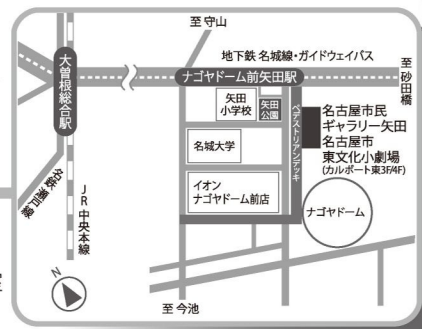 至 守山
地下鉄 名城線・ガイドウェイバス
至 砂田橋
大曽根総合駅
ナゴヤドーム前矢田駅
矢田
小学校
矢田
公園
ペデストリアンデッキ
名古屋市民
ギャラリー矢田
名古屋市
東文化小劇場
(カルポート東3F/4F)
名城大学
イオン
ナゴヤドーム前店
ナゴヤドーム
名鉄瀬戸線
JR 中央本線
N
至 今池